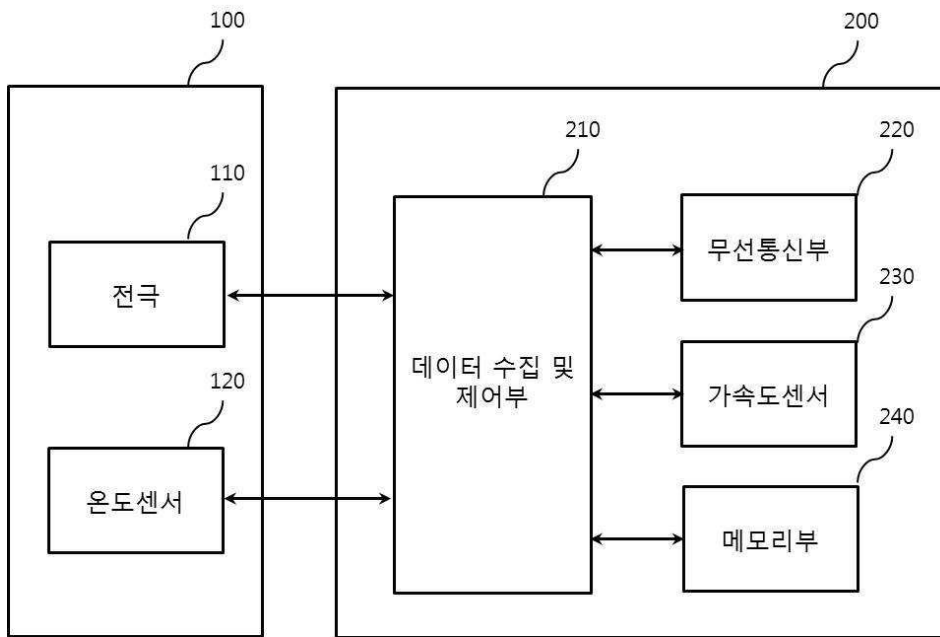 100
200
110
210
220
전극
무선통신부
120
230
데이터 수집 및
제어부
가속도센서
온도센서
240
메모리부